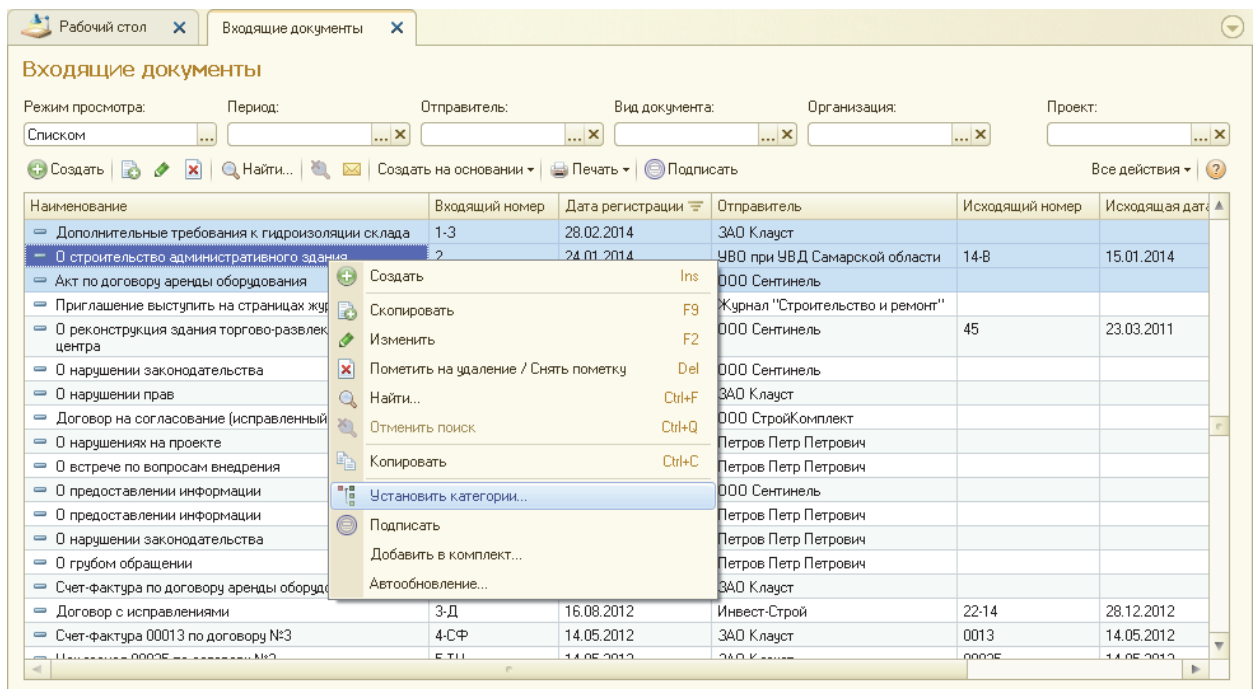 Рабочий стол
Входящие документы
Входящие документы
Режим просмотра: Период: Отправитель: Вид документа: Организация: Проект:
Списком
Создать Найти... Создать на основании Печать Подписать Все действия
Наименование Входящий номер Дата регистрации Отправитель Исходящий номер Исходящая дата
Дополнительные требования к гидроизоляции склада 1-3 28.02.2014 ЗАО Клауст
О строительство административного здания 2 24.01.2014 УВО при УВД Самарской области 14-В 15.01.2014
Акт по договору аренды оборудования ООО Сентинель
Приглашение выступить на страницах Журнал "Строительство и ремонт"
О реконструкция здания ООО Сентинель 45 23.03.2011
центра
О нарушении законодательства ООО Сентинель
О нарушении прав ЗАО Клауст
Договор на согласование (исправленный ООО СтройКомплект
О нарушениях на проекте Петров Петр Петрович
О встрече по вопросам внедрения Петров Петр Петрович
О предоставлении информации ООО Сентинель
О предоставлении информации Петров Петр Петрович
О нарушении законодательства Петров Петр Петрович
О грубом обращении Петров Петр Петрович
Счет-фактура по договору аренды ЗАО Клауст
Договор с исправлениями 3-Д 16.08.2012 Инвест-Строй 22-14 28.12.2012
Счет-фактура 00013 по договору №3 4-СФ 14.05.2012 ЗАО Клауст 0013 14.05.2012
Создать Ins
Скопировать F9
Изменить F2
Пометить на удаление / Снять пометку Del
Найти... Ctrl+F
Отменить поиск Ctrl+Q
Копировать Ctrl+C
Установить категории...
Подписать
Добавить в комплект...
Автообновление...